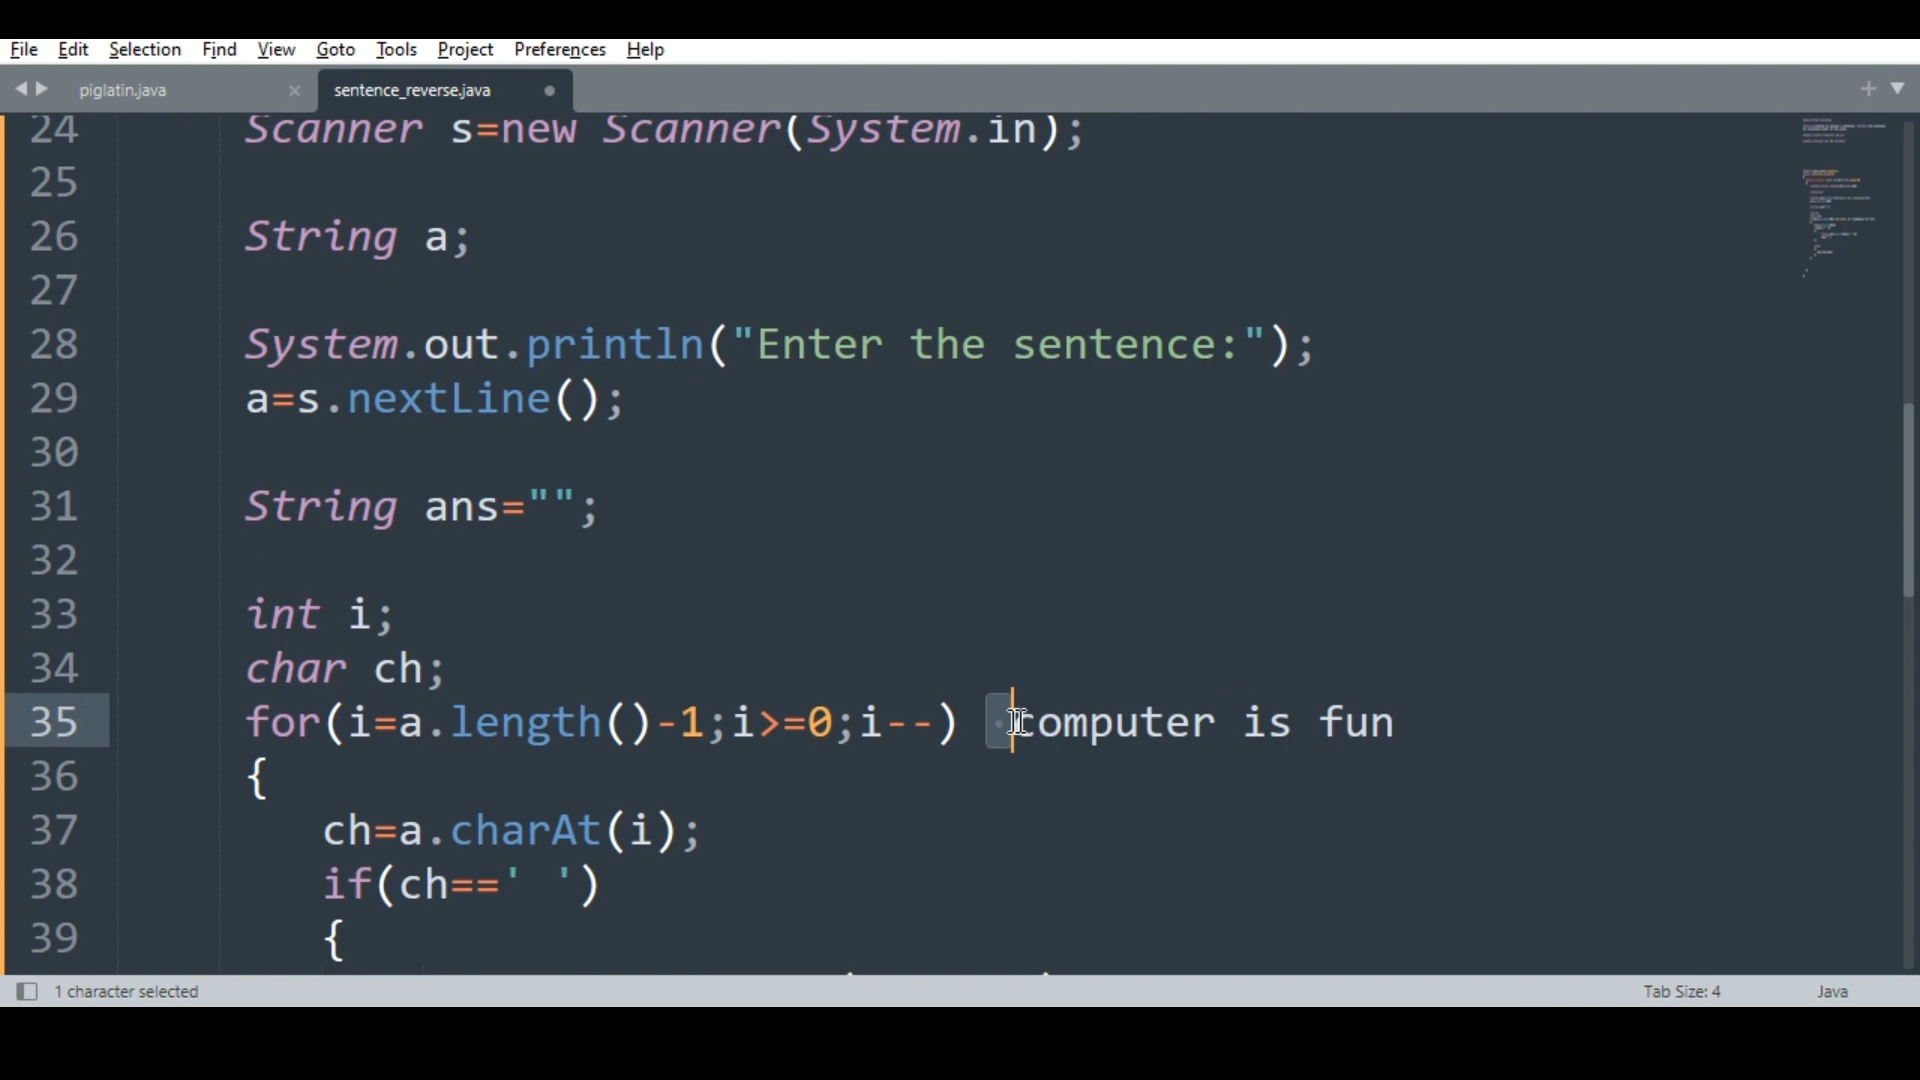 File Edit Selection Find View Goto Tools Project Preferences Help
piglatin.java × sentence_reverse.java
24 Scanner s=new Scanner(System.in);
25
26 String a;
27
28 System.out.println("Enter the sentence:");
29 a=s.nextLine();
30
31 String ans="";
32
33 int i;
34 char ch;
35 for(i=a.length()-1;i>=0;i--) computer is fun
36 {
37 ch=a.charAt(i);
38 if(ch==' ')
39 {
1 character selected Tab Size: 4 Java